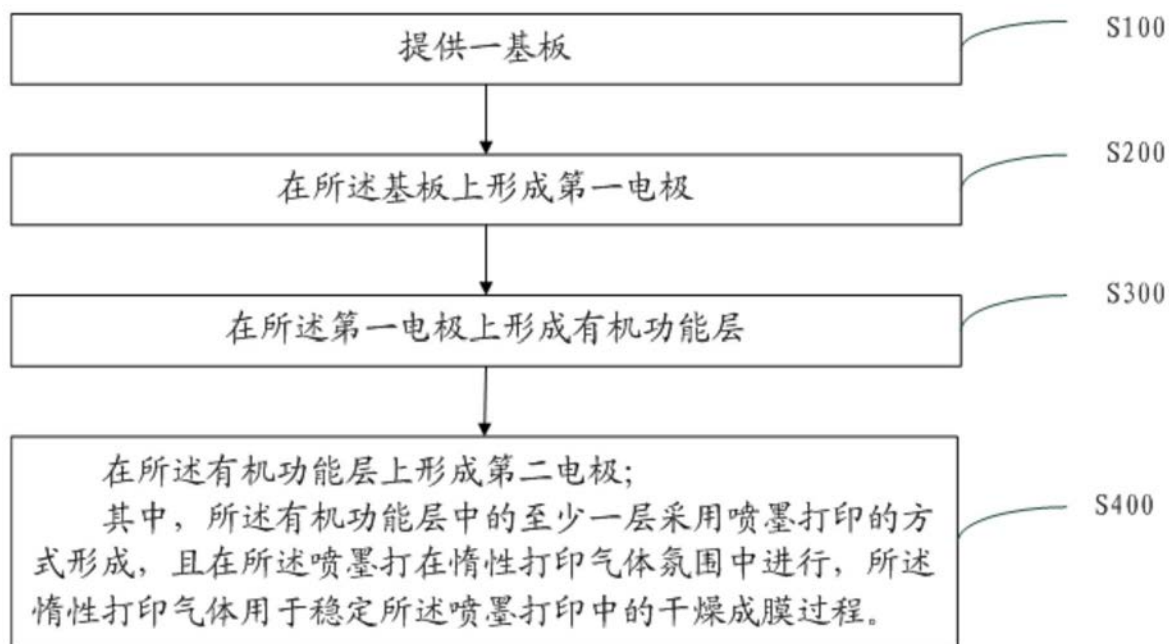 提供一基板
S100
在所述基板上形成第一电极
S200
在所述第一电极上形成有机功能层
S300
在所述有机功能层上形成第二电极;
其中，所述有机功能层中的至少一层采用喷墨打印的方
式形成，且在所述喷墨打在惰性打印气体氛围中进行，所述
惰性打印气体用于稳定所述喷墨打印中的干燥成膜过程。
S400